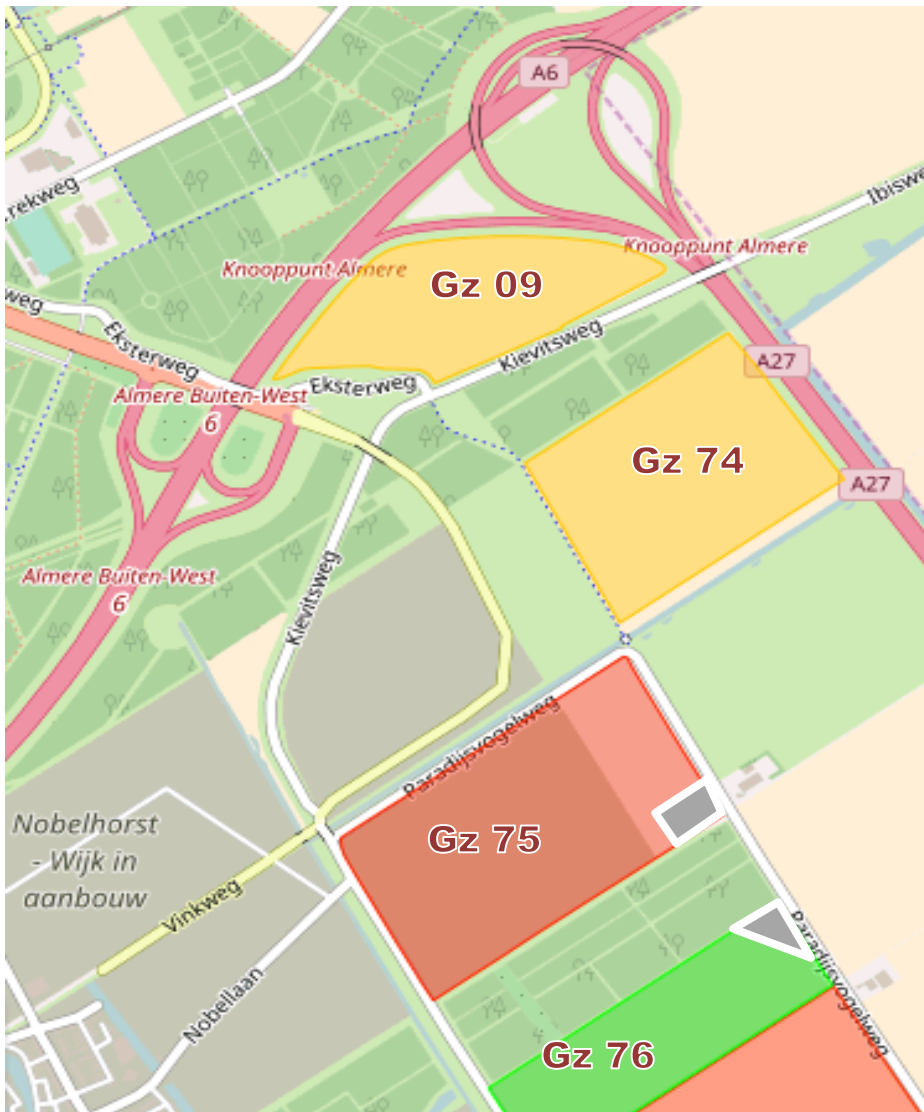 A6
Ibisweg
Knooppunt Almere
Knooppunt Almere
Gz 09
weg
Eksterweg
Kievitsweg
Eksterweg
A27
Almere Buiten-West
6
Gz 74
A27
Almere Buiten-West
6
Kievitsweg
Paradijsvogelweg
Nobelhorst
- Wijk in
aanbouw
Gz 75
Vinkweg
Paradijsvogelweg
Nobellaan
Gz 76